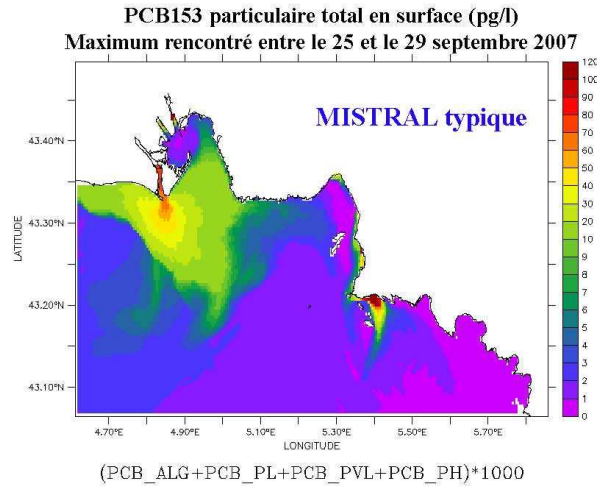 PCB153 particulaire total en surface (pg/l)
Maximum rencontré entre le 25 et le 29 septembre 2007
MISTRAL typique
43.40°N
43.30°N
43.20°N
43.10°N
LATITUDE
4.70°E 4.90°E 5.10°E 5.30°E 5.50°E 5.70°E
LONGITUDE
120
100
90
80
70
60
50
40
30
20
10
9
8
7
6
5
4
3
2
1
0
(PCB_ALG+PCB_PL+PCB_PVL+PCB_PH)*1000